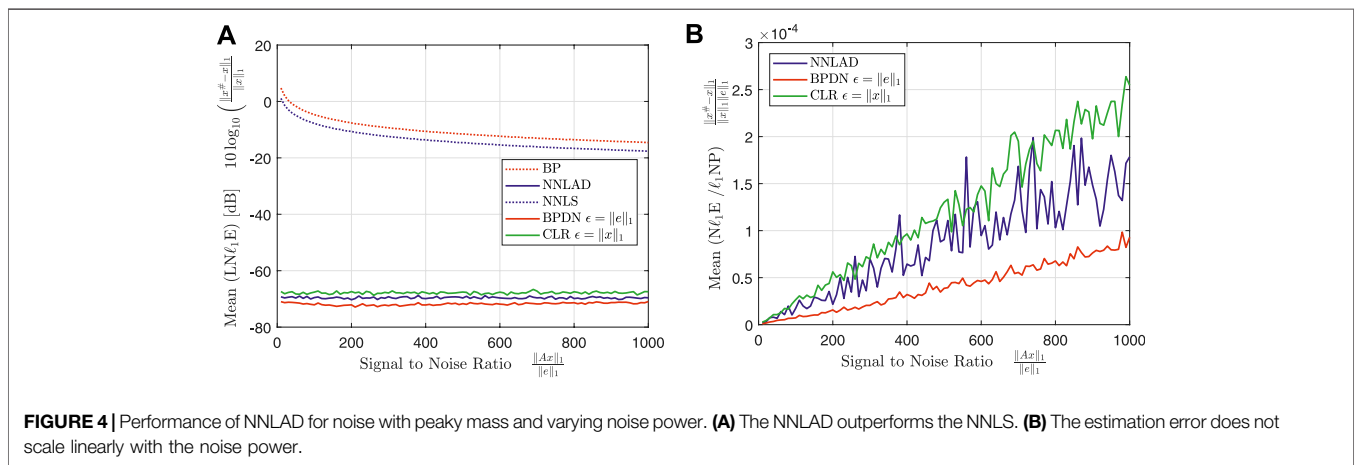 A
20
0
-20
-40
-60
-80
0 200 400 600 800 1000
Mean (LNℓ₁E) [dB] 10 log₁₀ (‖x^#−x‖₁ / ‖x‖₁)
BP
NNLAD
NNLS
BPDN ϵ = ‖e‖₁
CLR ϵ = ‖x‖₁
Signal to Noise Ratio ‖Ax‖₁ / ‖e‖₁
B
×10⁻⁴
3
2.5
2
1.5
1
0.5
0
0 200 400 600 800 1000
Mean (Nℓ₁E /ℓ₁NP) ‖x^#−x‖₁ / ‖x‖₁‖e‖₁
NNLAD
BPDN ϵ = ‖e‖₁
CLR ϵ = ‖x‖₁
Signal to Noise Ratio ‖Ax‖₁ / ‖e‖₁
FIGURE 4 | Performance of NNLAD for noise with peaky mass and varying noise power. (A) The NNLAD outperforms the NNLS. (B) The estimation error does not
scale linearly with the noise power.